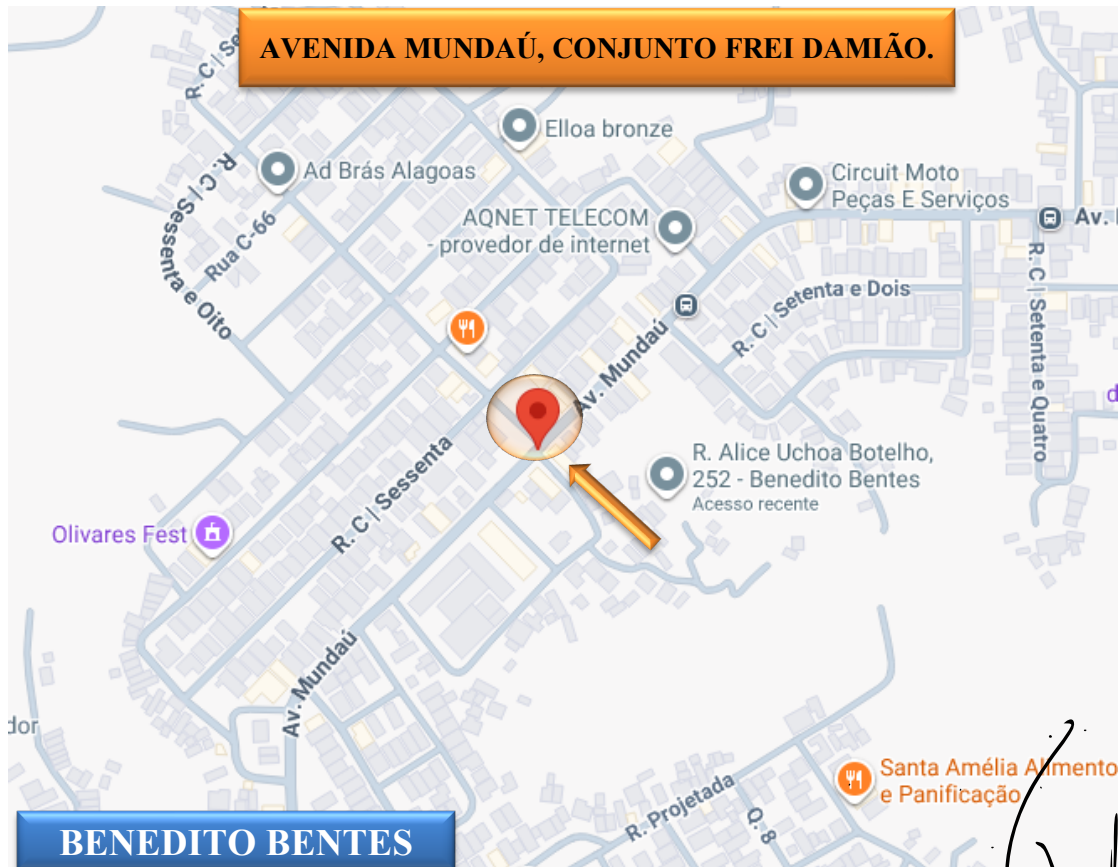 AVENIDA MUNDAÚ, CONJUNTO FREI DAMIÃO.
R. C | Se
Elloa bronze
Ad Brás Alagoas
R. C | Sessenta e Oito
Rua C-66
Circuit Moto
Peças E Serviços
AQNET TELECOM
- provedor de internet
Av.
R. C | Setenta e Dois
R. C | Setenta e Quatro
Av. Mundaú
R. Alice Uchoa Botelho,
252 - Benedito Bentes
Acesso recente
R. C | Sessenta
Olivares Fest
Av. Mundaú
dor
Santa Amélia Alimento
e Panificação
R. Projetada
Q. 8
BENEDITO BENTES